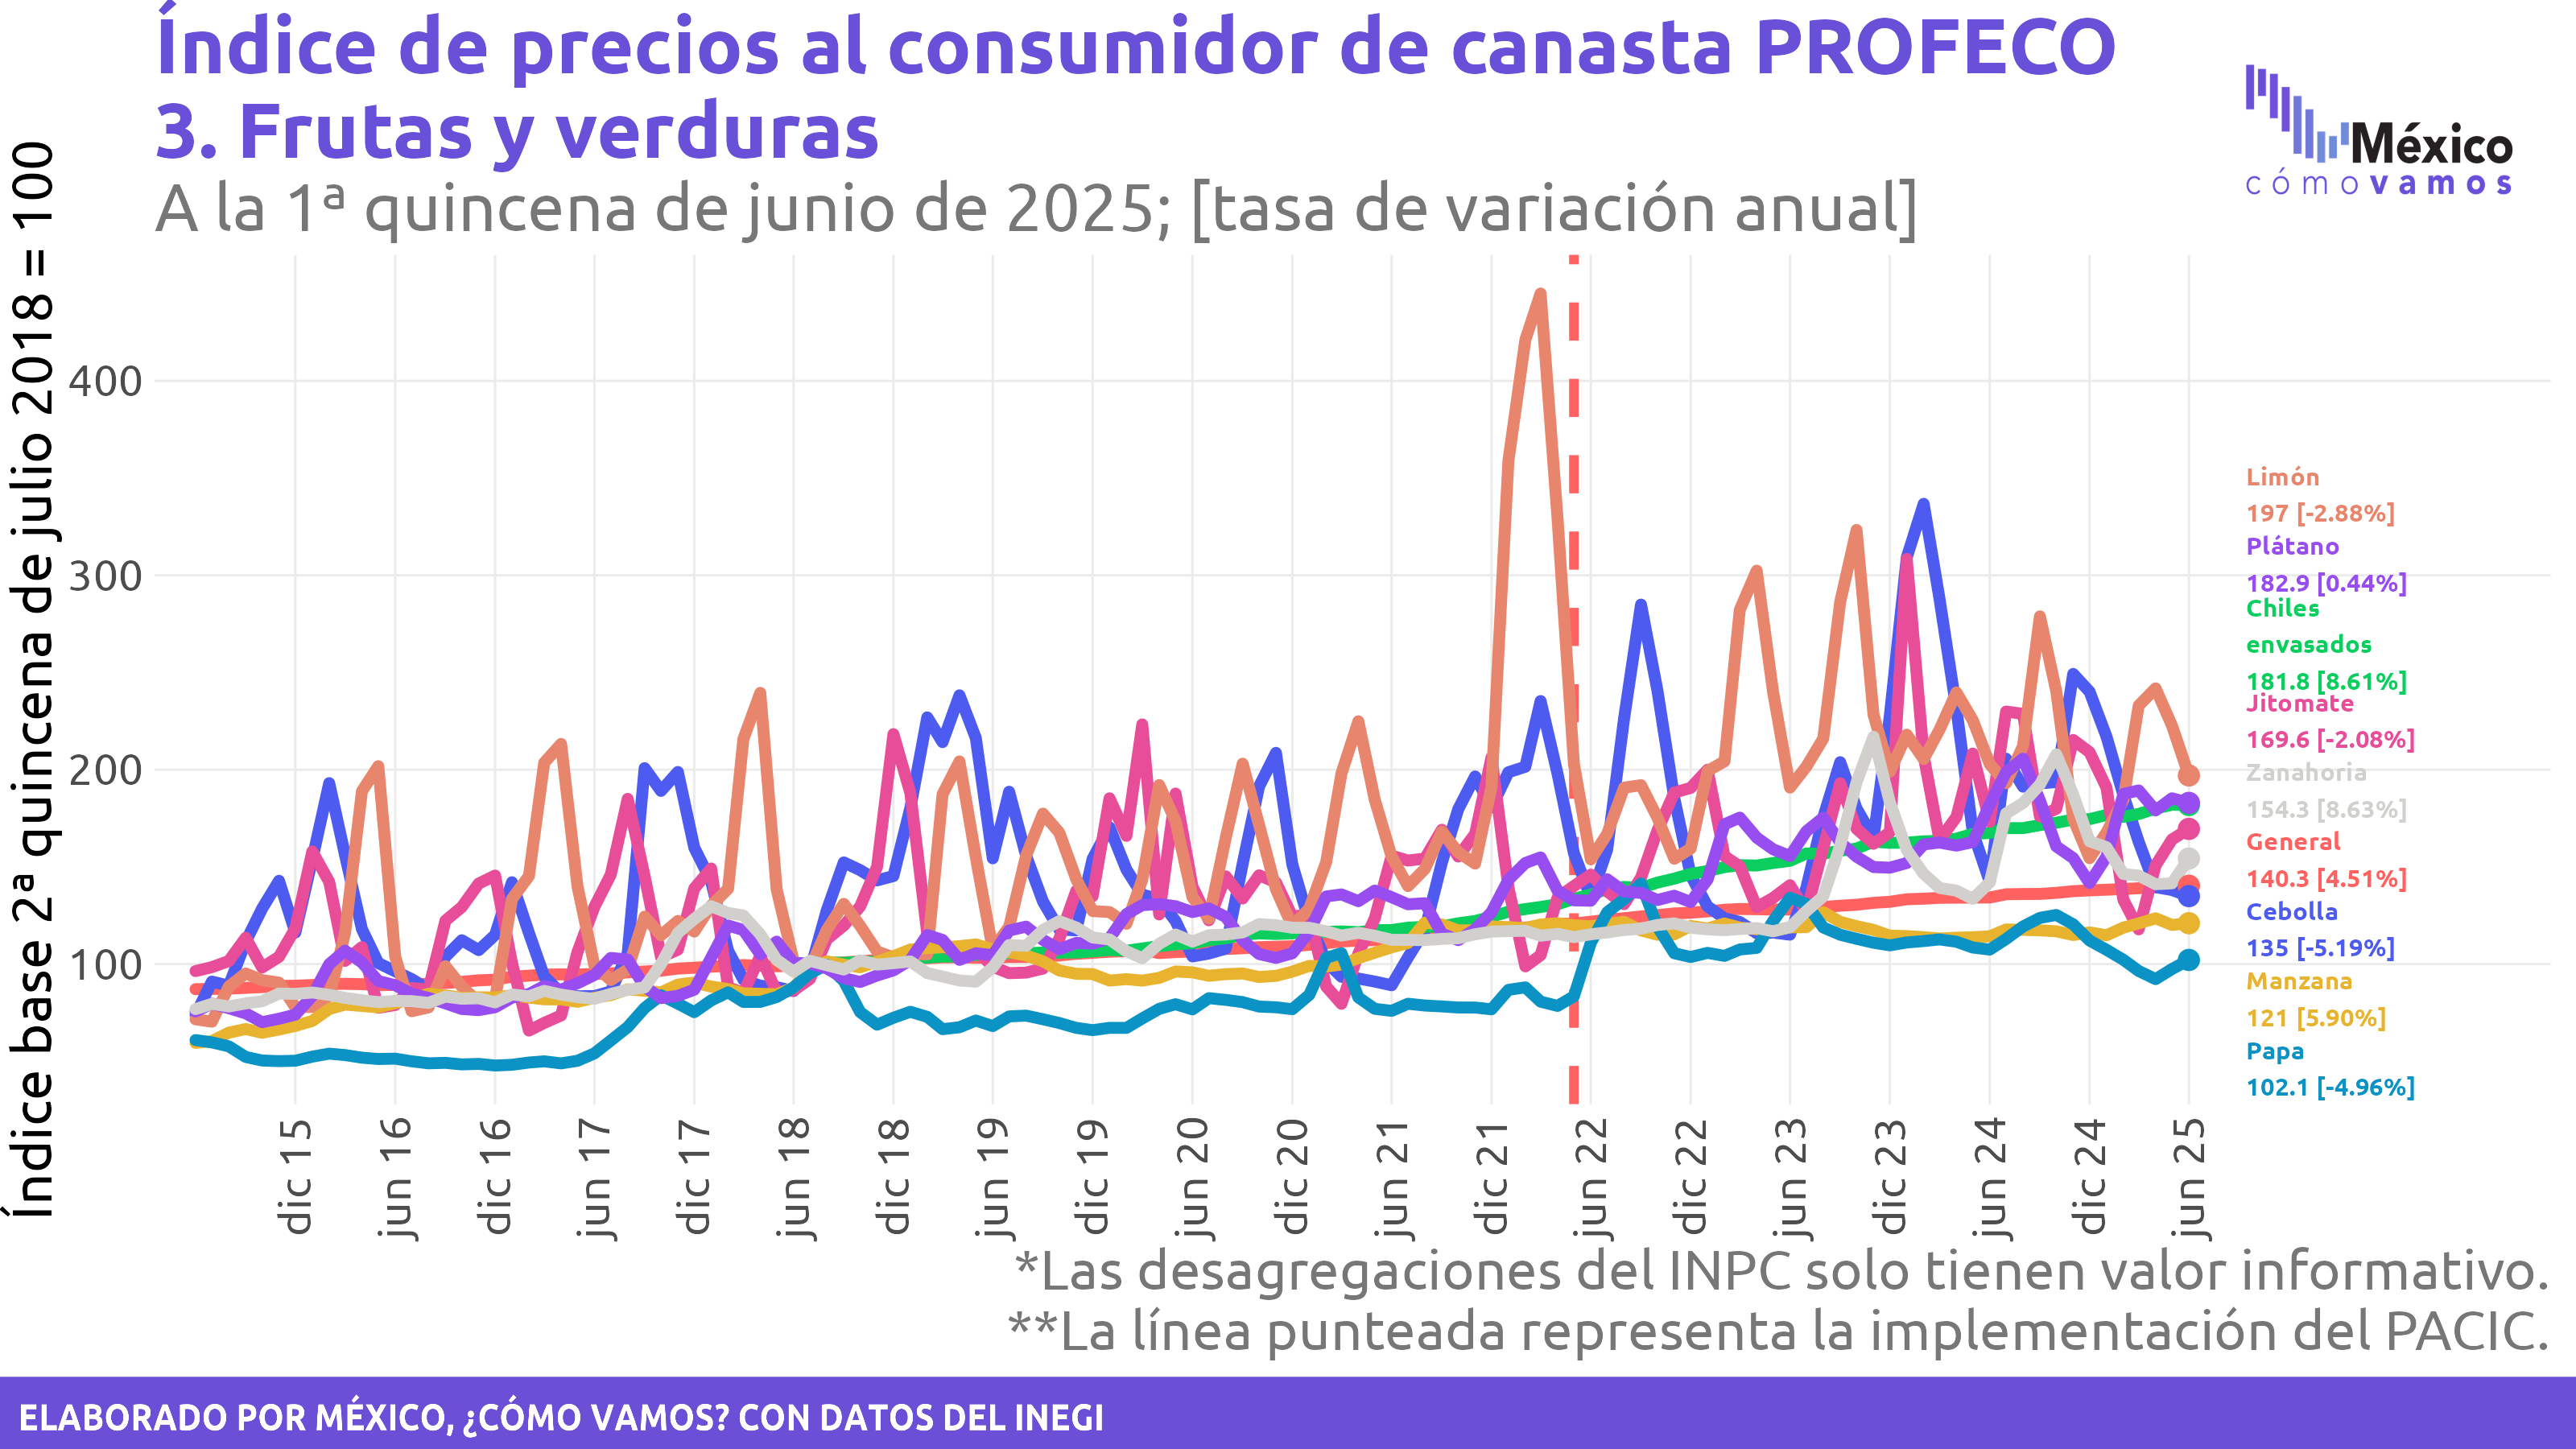 Índice de precios al consumidor de canasta PROFECO
3. Frutas y verduras
A la 1ª quincena de junio de 2025; [tasa de variación anual]
México
cómo vamos
Índice base 2ª quincena de julio 2018 = 100
400
300
200
100
Limón
197 [-2.88%]
Plátano
182.9 [0.44%]
Chiles
envasados
181.8 [8.61%]
Jitomate
169.6 [-2.08%]
Zanahoria
154.3 [8.63%]
General
140.3 [4.51%]
Cebolla
135 [-5.19%]
Manzana
121 [5.90%]
Papa
102.1 [-4.96%]
dic 15
jun 16
dic 16
jun 17
dic 17
jun 18
dic 18
jun 19
dic 19
jun 20
dic 20
jun 21
dic 21
jun 22
dic 22
jun 23
dic 23
jun 24
dic 24
jun 25
*Las desagregaciones del INPC solo tienen valor informativo.
**La línea punteada representa la implementación del PACIC.
ELABORADO POR MÉXICO, ¿CÓMO VAMOS? CON DATOS DEL INEGI